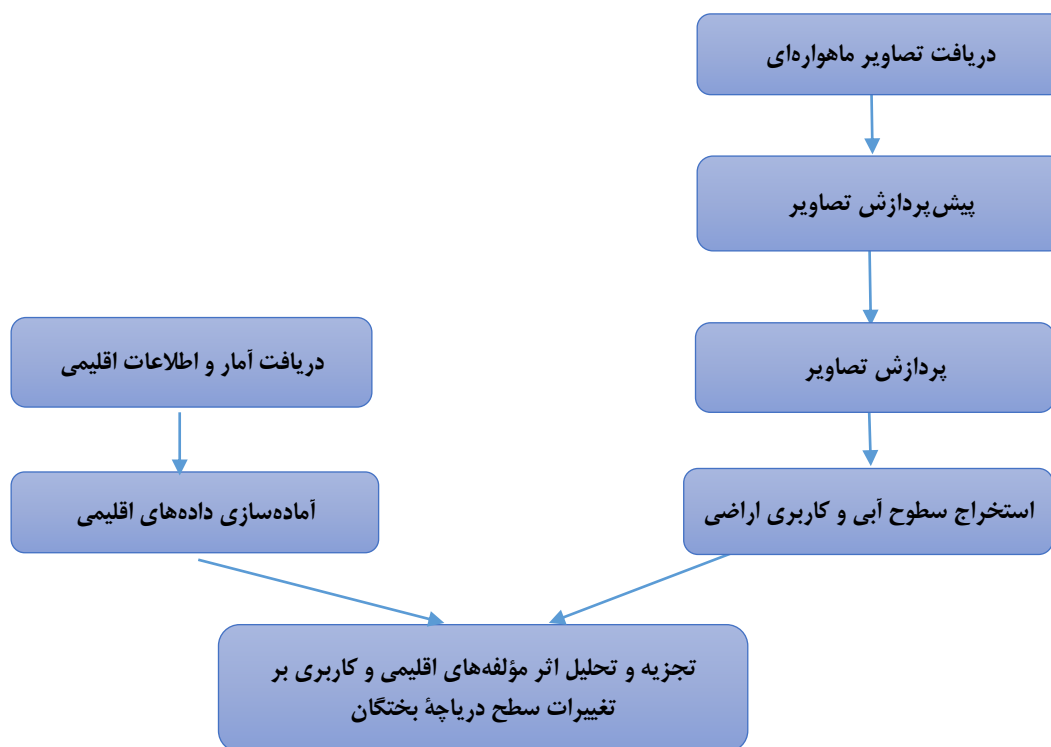 دریافت تصاویر ماهواره‌ای
پیش‌پردازش تصاویر
پردازش تصاویر
استخراج سطوح آبی و کاربری اراضی
دریافت آمار و اطلاعات اقلیمی
آماده‌سازی داده‌های اقلیمی
تجزیه و تحلیل اثر مؤلفه‌های اقلیمی و کاربری بر
تغییرات سطح دریاچۀ بختگان